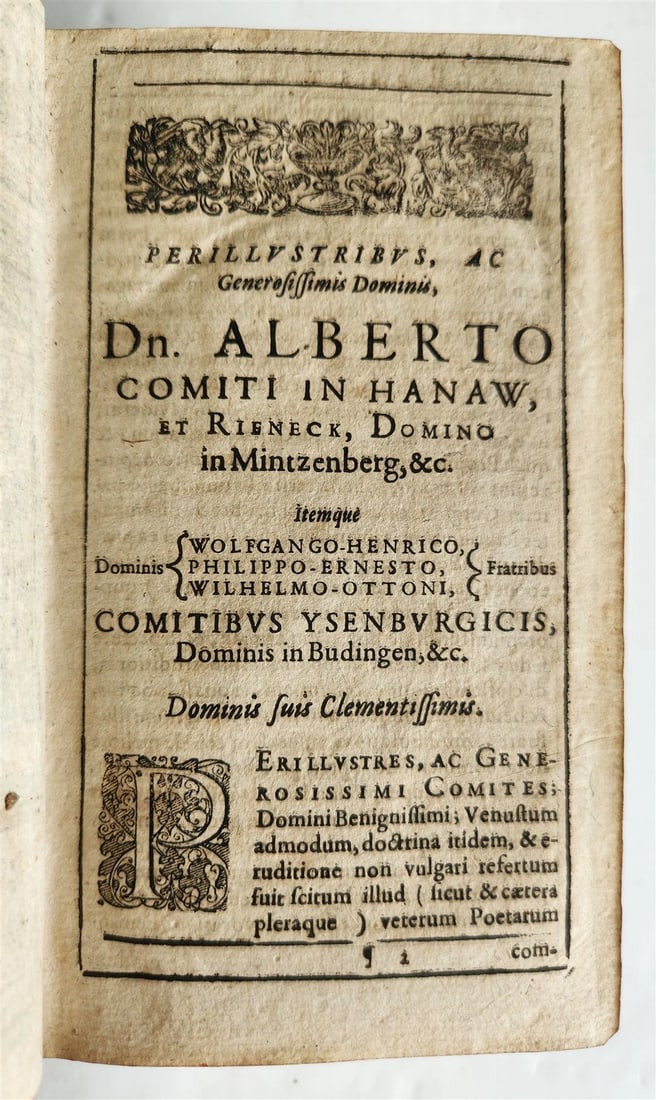 PERILLVSTRIBVS, AC
Generoſiſſimis Dominis,
Dn. ALBERTO
COMITI IN HANAW,
ET RIENECK, DOMINO
in Mintzenberg, &c.
Itemque
WOLFGANGO-HENRICO,
Dominis { PHILIPPO-ERNESTO, } Fratribus
WILHELMO-OTTONI,
COMITIBVS YSENBVRGICIS,
Dominis in Budingen, &c.
Dominis ſuis Clementiſſimis.
PERILLVSTRES, AC GENE-
ROSISSIMI COMITES;
Domini Benigniſſimi; Venuſtum
admodum, doctrina itidem, & e-
ruditione non vulgari refertum
fuit ſcitum illud ( ſicut & cætera
pleraque ) veterum Poetarum
¶ 2 com-